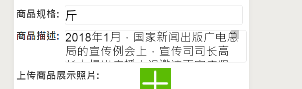 商品规格: 斤
商品描述: 2018年1月，国家新闻出版广电总
局的宣传例会上，宣传司司长高
上传商品展示照片: